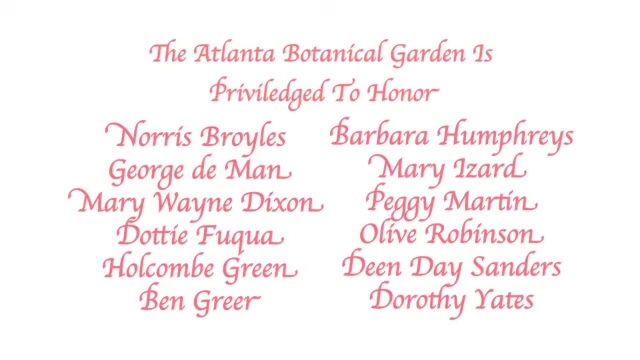 The Atlanta Botanical Garden Is
Priviledged To Honor
Norris Broyles
George de Man
Mary Wayne Dixon
Dottie Fuqua
Holcombe Green
Ben Greer
Barbara Humphreys
Mary Izard
Peggy Martin
Olive Robinson
Deen Day Sanders
Dorothy Yates